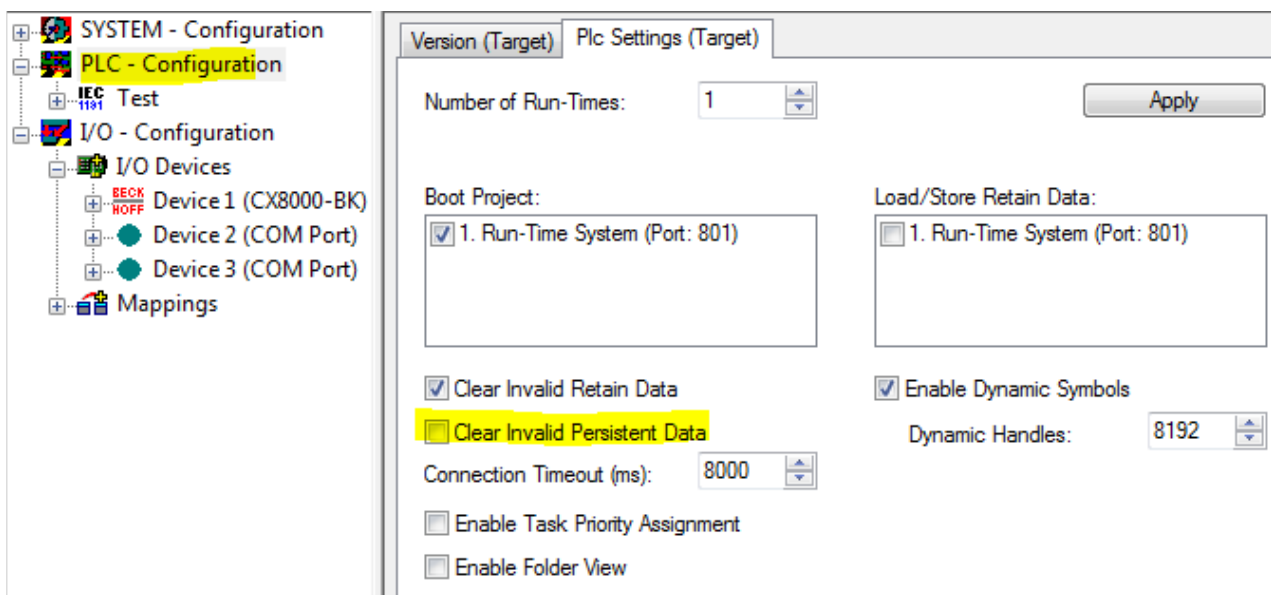 SYSTEM - Configuration
PLC - Configuration
IEC
1131
Test
I/O - Configuration
I/O Devices
BECK
HOFF
Device 1 (CX8000-BK)
Device 2 (COM Port)
Device 3 (COM Port)
Mappings
Version (Target) Plc Settings (Target)
Number of Run-Times: 1 Apply
Boot Project: Load/Store Retain Data:
1. Run-Time System (Port: 801) 1. Run-Time System (Port: 801)
Clear Invalid Retain Data Enable Dynamic Symbols
Clear Invalid Persistent Data Dynamic Handles: 8192
Connection Timeout (ms): 8000
Enable Task Priority Assignment
Enable Folder View